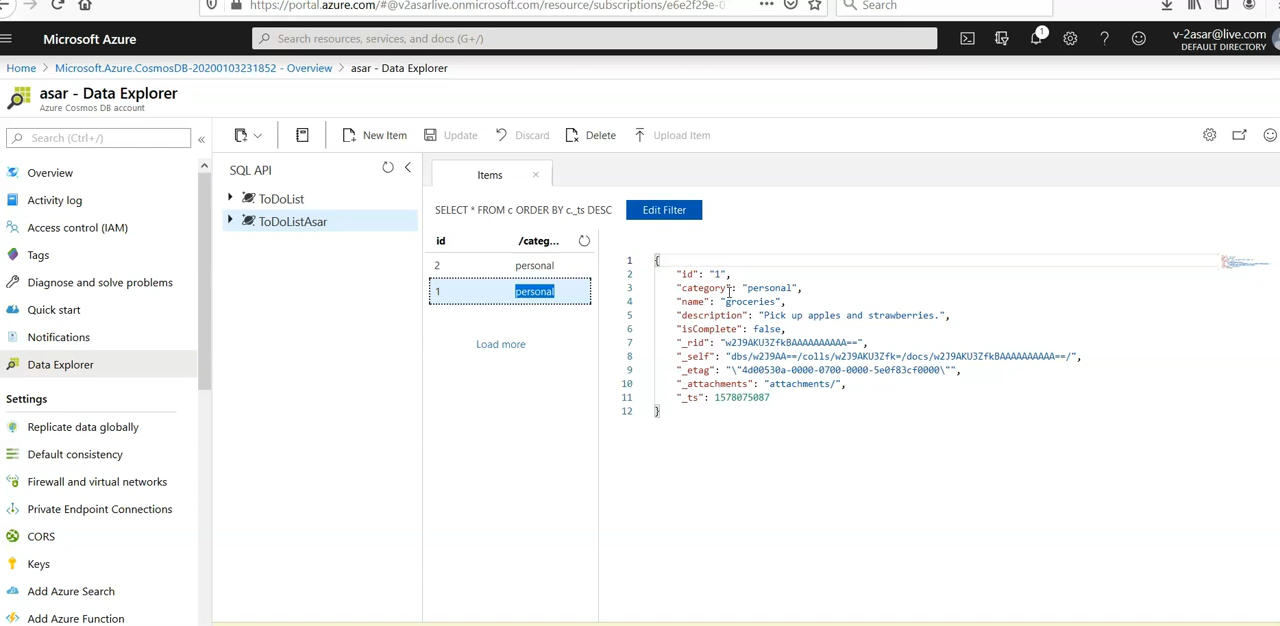 https://portal.azure.com/#@v2asarlive.onmicrosoft.com/resource/subscriptions/e6e2f29e-0
Search
Microsoft Azure
Search resources, services, and docs (G+/)
1
v-2asar@live.com
DEFAULT DIRECTORY
Home > Microsoft.Azure.CosmosDB-20200103231852 - Overview > asar - Data Explorer
asar - Data Explorer
Azure Cosmos DB account
Search (Ctrl+/)
«
New Item
Update
Discard
Delete
Upload Item
Overview
Activity log
Access control (IAM)
Tags
Diagnose and solve problems
Quick start
Notifications
Data Explorer
Settings
Replicate data globally
Default consistency
Firewall and virtual networks
Private Endpoint Connections
CORS
Keys
Add Azure Search
Add Azure Function
SQL API
ToDoList
ToDoListAsar
Items
SELECT * FROM c ORDER BY c._ts DESC
Edit Filter
id /categ...
2 personal
1 personal
Load more
1 {
2 "id": "1",
3 "category": "personal",
4 "name": "groceries",
5 "description": "Pick up apples and strawberries.",
6 "isComplete": false,
7 "_rid": "w2J9AKU3ZfkBAAAAAAAAAA==",
8 "_self": "dbs/w2J9AA==/colls/w2J9AKU3Zfk=/docs/w2J9AKU3ZfkBAAAAAAAAAA==/",
9 "_etag": "\"4d00530a-0000-0700-0000-5e0f83cf0000\"",
10 "_attachments": "attachments/",
11 "_ts": 1578075087
12 }